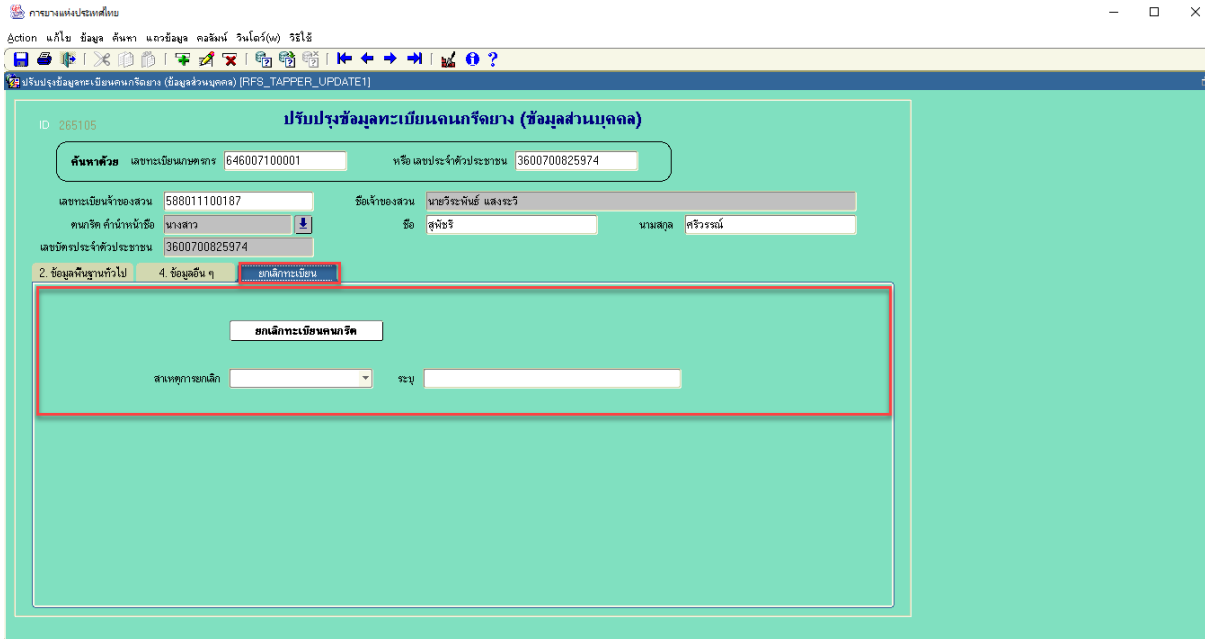 การยางแห่งประเทศไทย
Action แก้ไข ข้อมูล ค้นหา แถวข้อมูล คอลัมน์ วินโดว์(w) วิธีใช้
ปรับปรุงข้อมูลทะเบียนคนกรีดยาง (ข้อมูลส่วนบุคคล) [RFS_TAPPER_UPDATE1]
ID 265105 ปรับปรุงข้อมูลทะเบียนคนกรีดยาง (ข้อมูลส่วนบุคคล)
ค้นหาด้วย เลขทะเบียนเกษตรกร 646007100001 หรือ เลขประจำตัวประชาชน 3600700825974
เลขทะเบียนเจ้าของสวน 588011100187 ชื่อเจ้าของสวน นายวีระพันธ์ แสงระวี
คนกรีด คำนำหน้าชื่อ นางสาว ชื่อ สุพัชรี นามสกุล ศรีวรรณ์
เลขบัตรประจำตัวประชาชน 3600700825974
2. ข้อมูลพื้นฐานทั่วไป 4. ข้อมูลอื่น ๆ ยกเลิกทะเบียน
ยกเลิกทะเบียนคนกรีด
สาเหตุการยกเลิก ระบุ